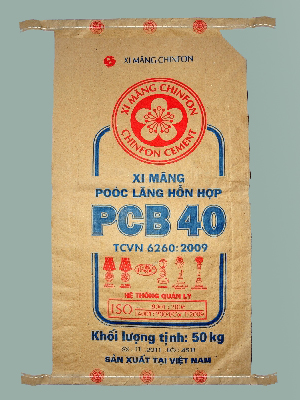 XI MĂNG CHINFON
XI MĂNG CHINFON
CHINFON CEMENT
XI MĂNG
POÓC LĂNG HỖN HỢP
PCB 40
TCVN 6260:2009
HỆ THỐNG QUẢN LÝ
ISO
Khối lượng tịnh: 50 kg
SẢN XUẤT TẠI VIỆT NAM